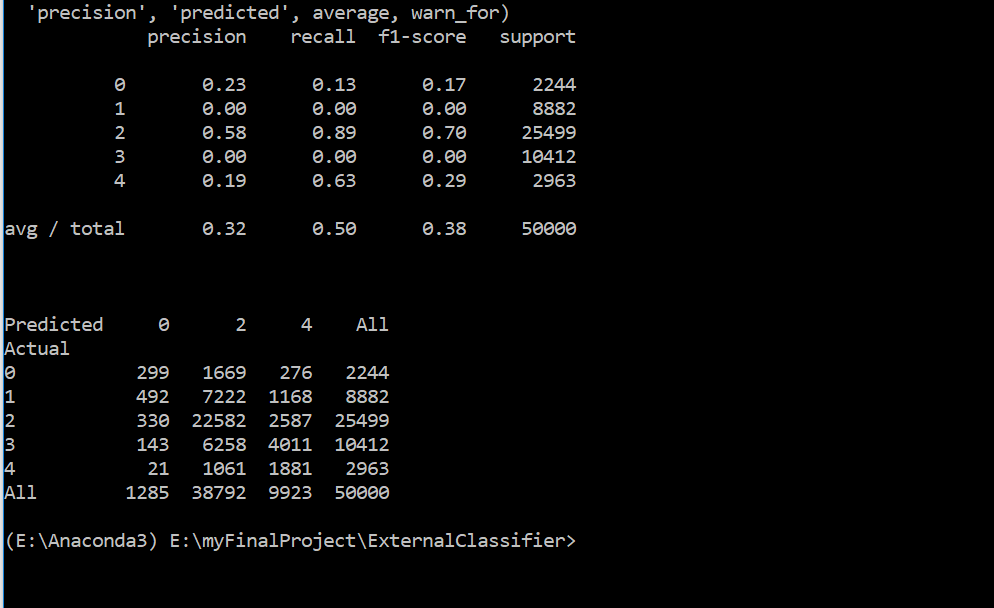 'precision', 'predicted', average, warn_for)
precision recall f1-score support
0 0.23 0.13 0.17 2244
1 0.00 0.00 0.00 8882
2 0.58 0.89 0.70 25499
3 0.00 0.00 0.00 10412
4 0.19 0.63 0.29 2963
avg / total 0.32 0.50 0.38 50000
Predicted 0 2 4 All
Actual
0 299 1669 276 2244
1 492 7222 1168 8882
2 330 22582 2587 25499
3 143 6258 4011 10412
4 21 1061 1881 2963
All 1285 38792 9923 50000
(E:\Anaconda3) E:\myFinalProject\ExternalClassifier>